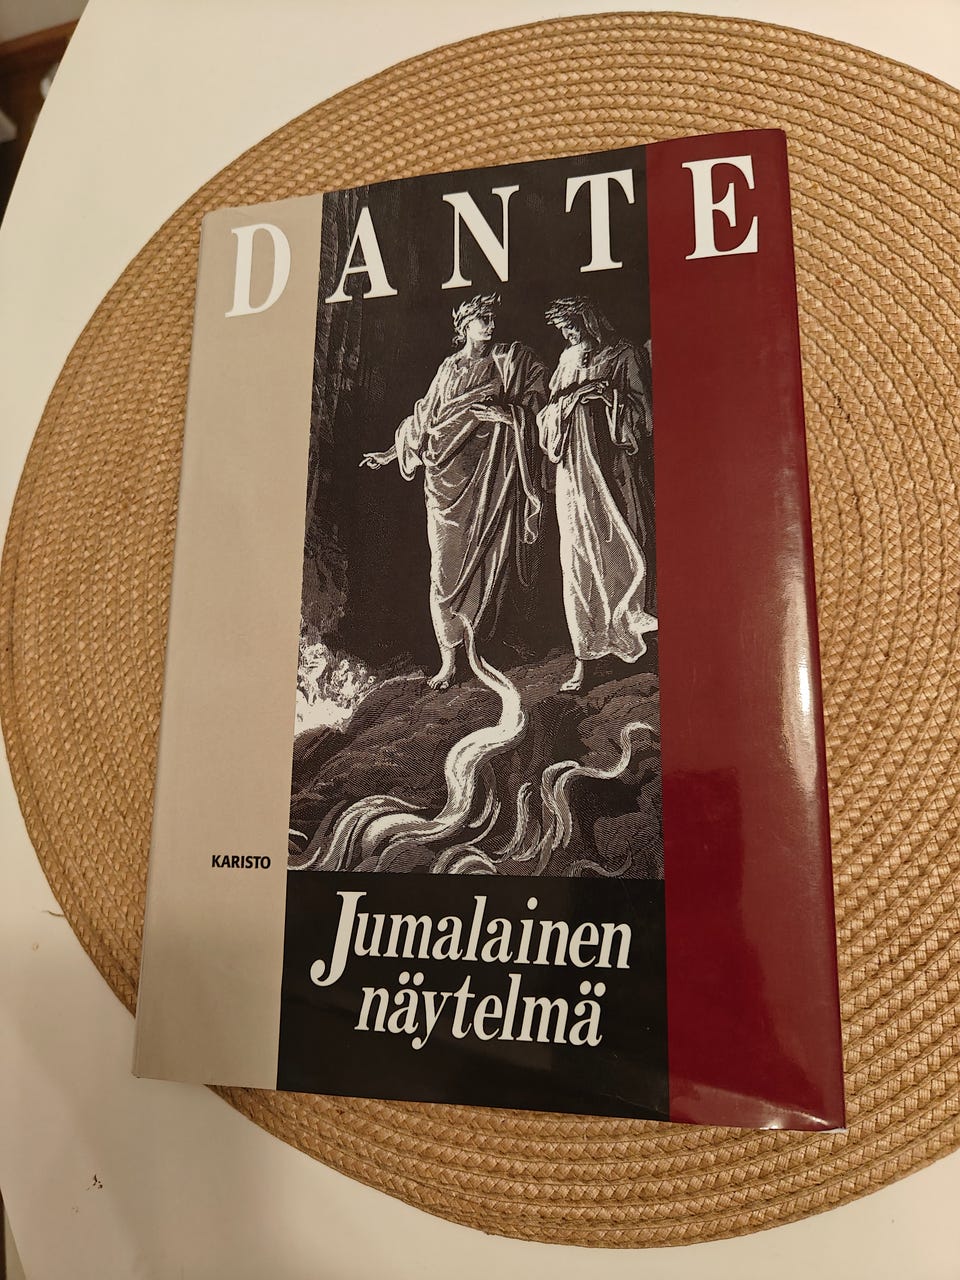 DANTE
KARISTO
Jumalainen
näytelmä